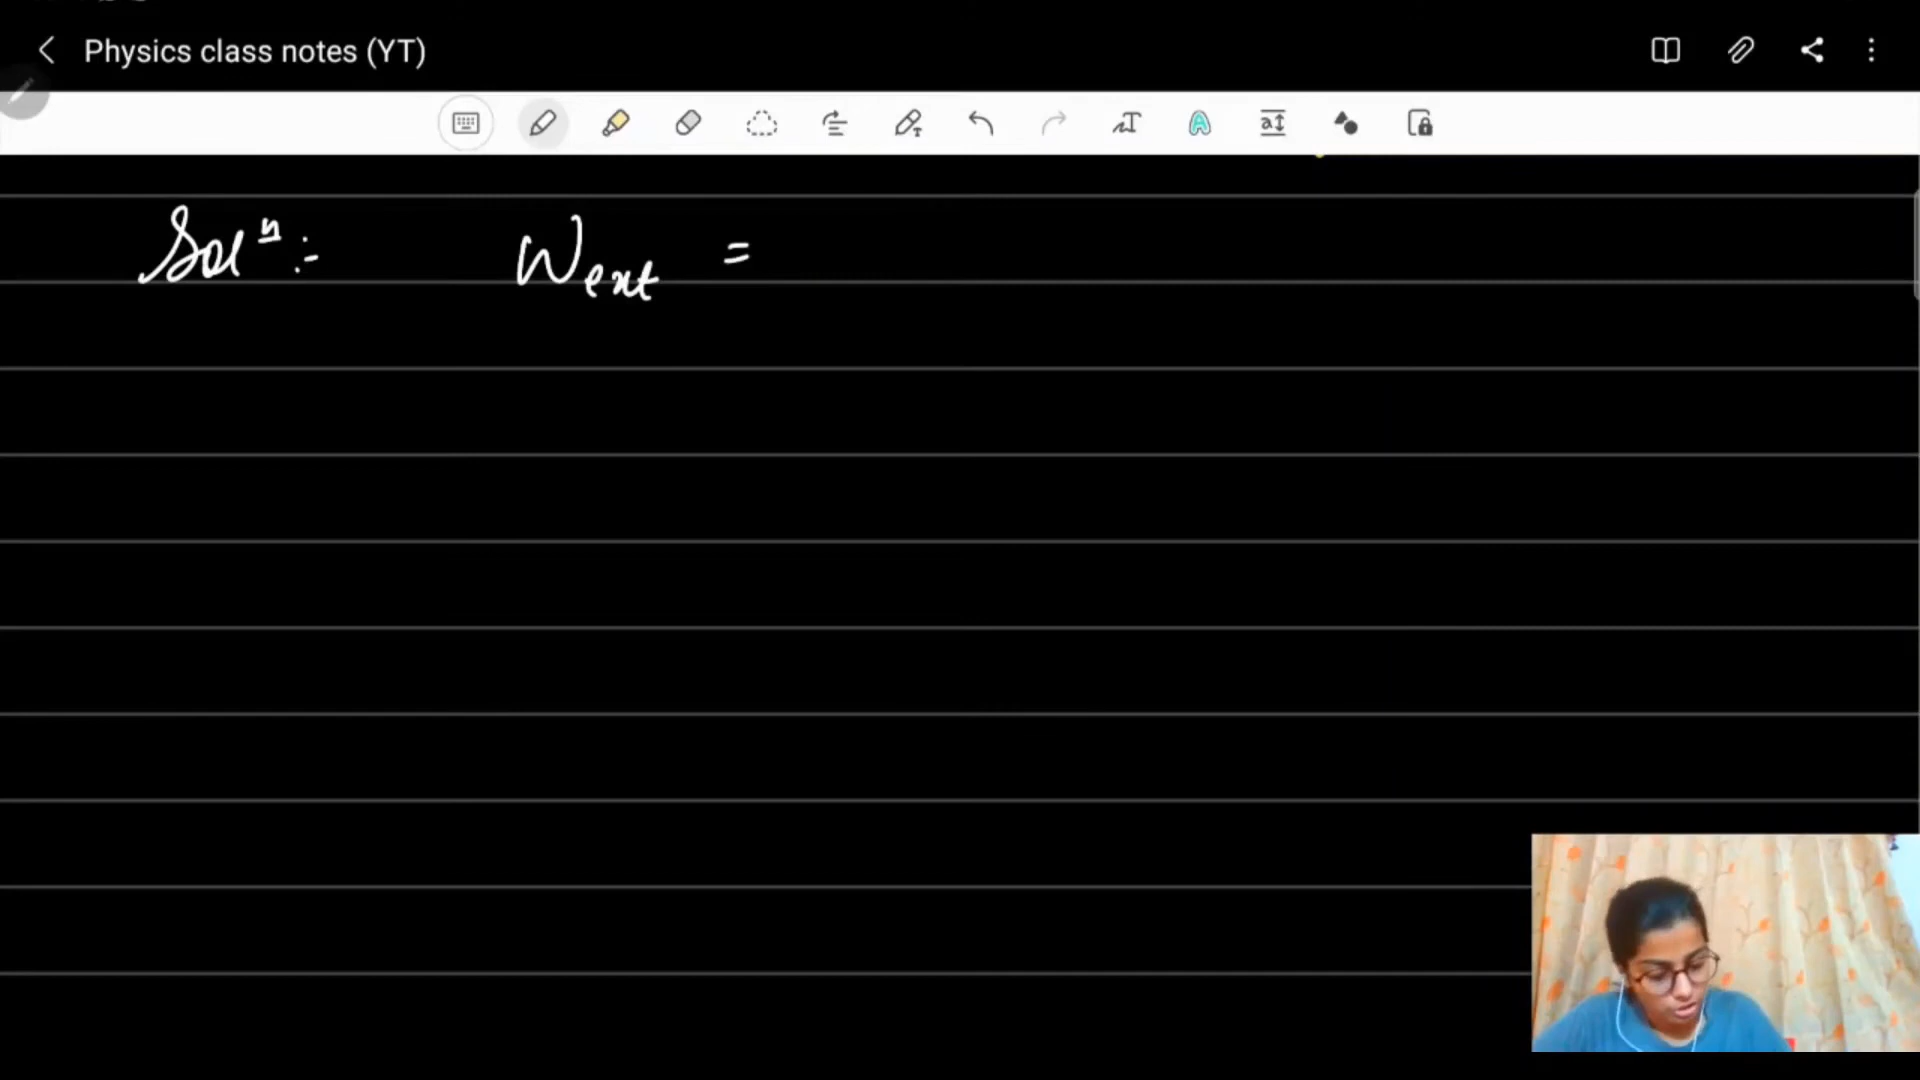 Physics class notes (YT)
Solⁿ :- W_ext =